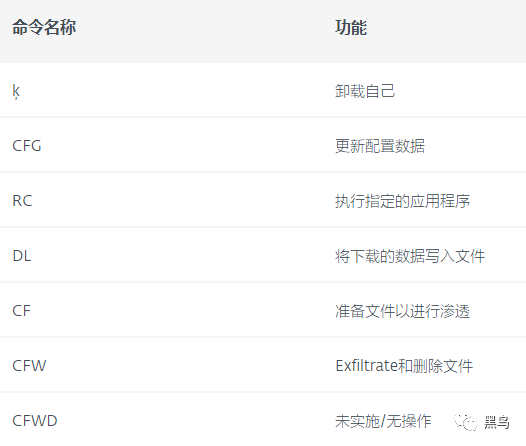 命令名称 功能
ķ 卸载自己
CFG 更新配置数据
RC 执行指定的应用程序
DL 将下载的数据写入文件
CF 准备文件以进行渗透
CFW Exfiltrate和删除文件
CFWD 未实施/无操作
黑鸟